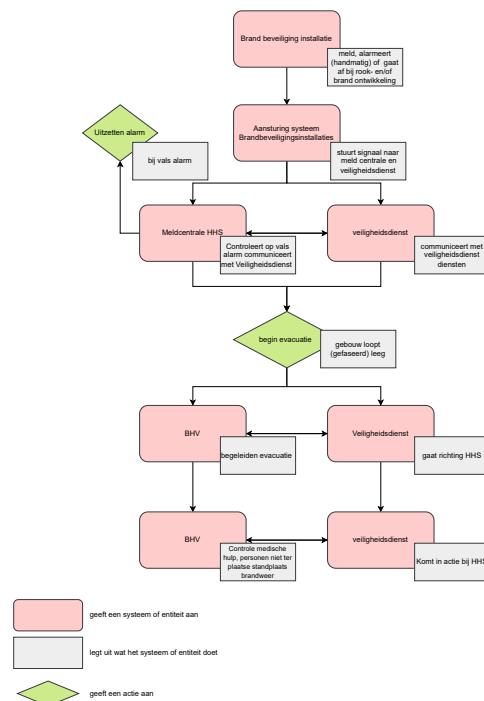 Brand beveiliging installatie
meld, alarmeert
(handmatig) of gaat
af bij rook- en/of
brand ontwikkeling
Uitzetten alarm
bij vals alarm
Aansturing systeem
Brandbeveiligingsinstallaties
stuurt signaal naar
meld centrale en
veiligheidsdienst
Meldcentrale HHS
Controleert op vals
alarm communiceert
met Veiligheidsdienst
veiligheidsdienst
communiceert met
veiligheidsdienst
diensten
begin evacuatie
gebouw loopt
(gefaseerd) leeg
BHV
begeleiden evacuatie
Veiligheidsdienst
gaat richting HHS
BHV
Controle medische
hulp, personen niet ter
plaatse standplaats
brandweer
veiligheidsdienst
Komt in actie bij HHS
geeft een systeem of entiteit aan
legt uit wat het systeem of entiteit doet
geeft een actie aan